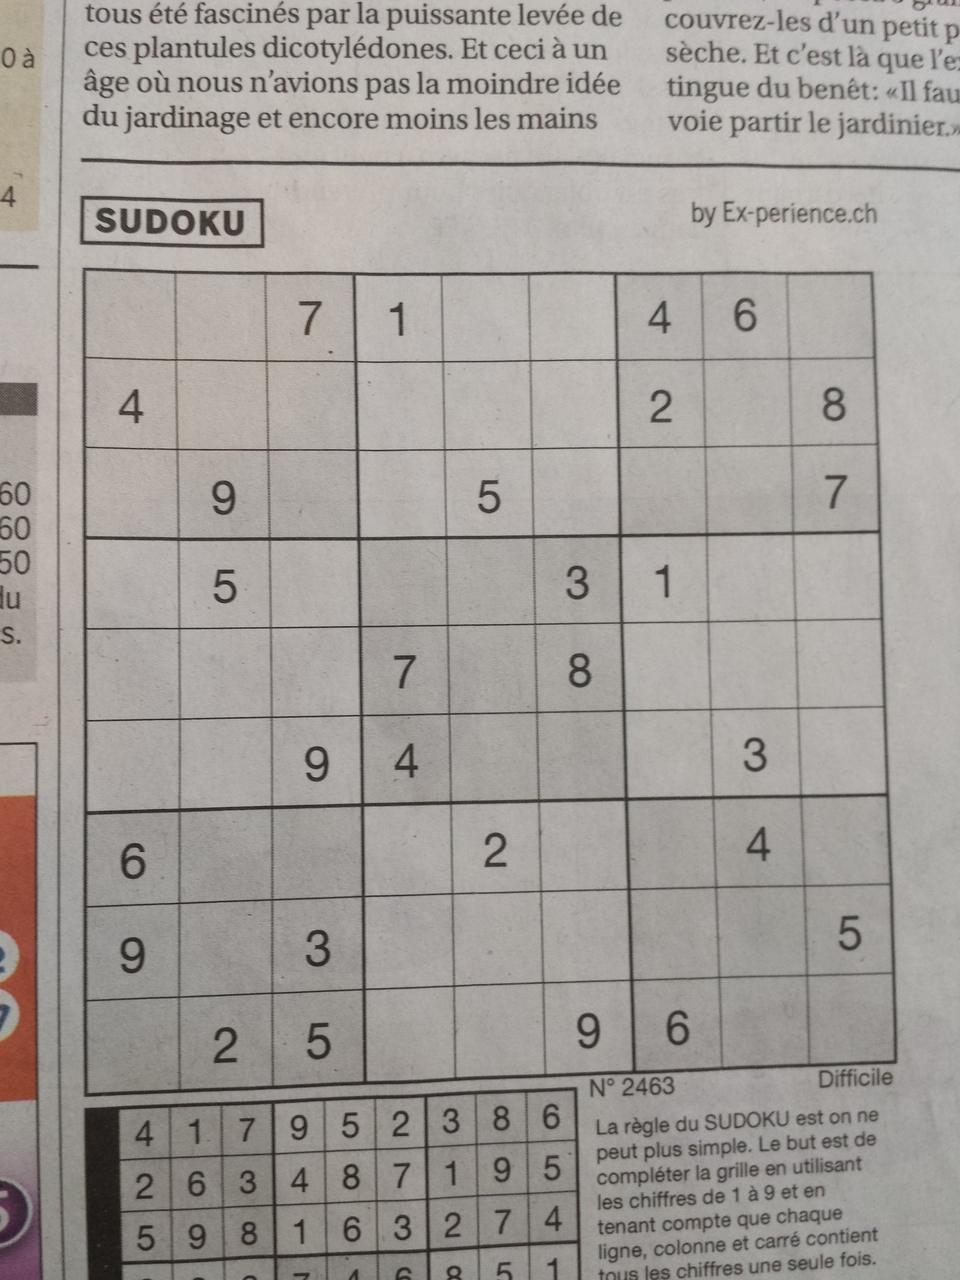 tous été fascinés par la puissante levée de
ces plantules dicotylédones. Et ceci à un
âge où nous n'avions pas la moindre idée
du jardinage et encore moins les mains
couvrez-les d'un petit
sèche. Et c'est là que
tingue du benêt: «Il
voie partir le jardinier.»
SUDOKU
by Ex-perience.ch
7 1 4 6
4 2 8
9 5 7
5 3 1
7 8
9 4 3
6 2 4
9 3 5
2 5 9 6
N° 2463
Difficile
4 1 7 9 5 2 3 8 6
2 6 3 4 8 7 1 9 5
5 9 8 1 6 3 2 7 4
La règle du SUDOKU est on ne
peut plus simple. Le but est de
compléter la grille en utilisant
les chiffres de 1 à 9 et en
tenant compte que chaque
ligne, colonne et carré contient
tous les chiffres une seule fois.